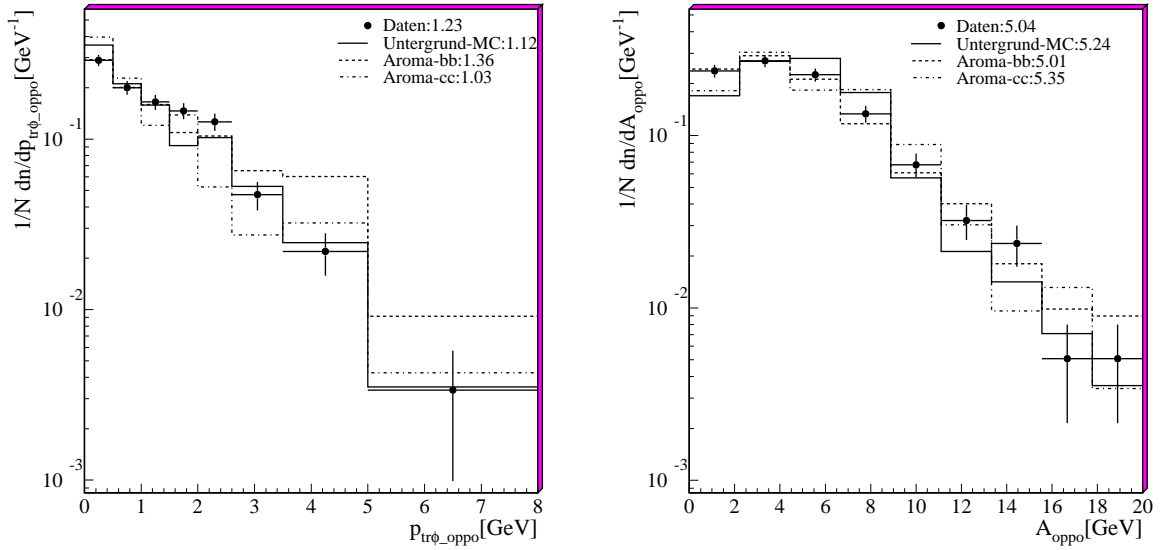 1/N dn/dp_trϕ_oppo[GeV^-1]
Daten:1.23
Untergrund-MC:1.12
Aroma-bb:1.36
Aroma-cc:1.03
10^-1
10^-2
10^-3
0 1 2 3 4 5 6 7 8
p_trϕ_oppo[GeV]
1/N dn/dA_oppo[GeV^-1]
Daten:5.04
Untergrund-MC:5.24
Aroma-bb:5.01
Aroma-cc:5.35
10^-1
10^-2
10^-3
0 2 4 6 8 10 12 14 16 18 20
A_oppo[GeV]